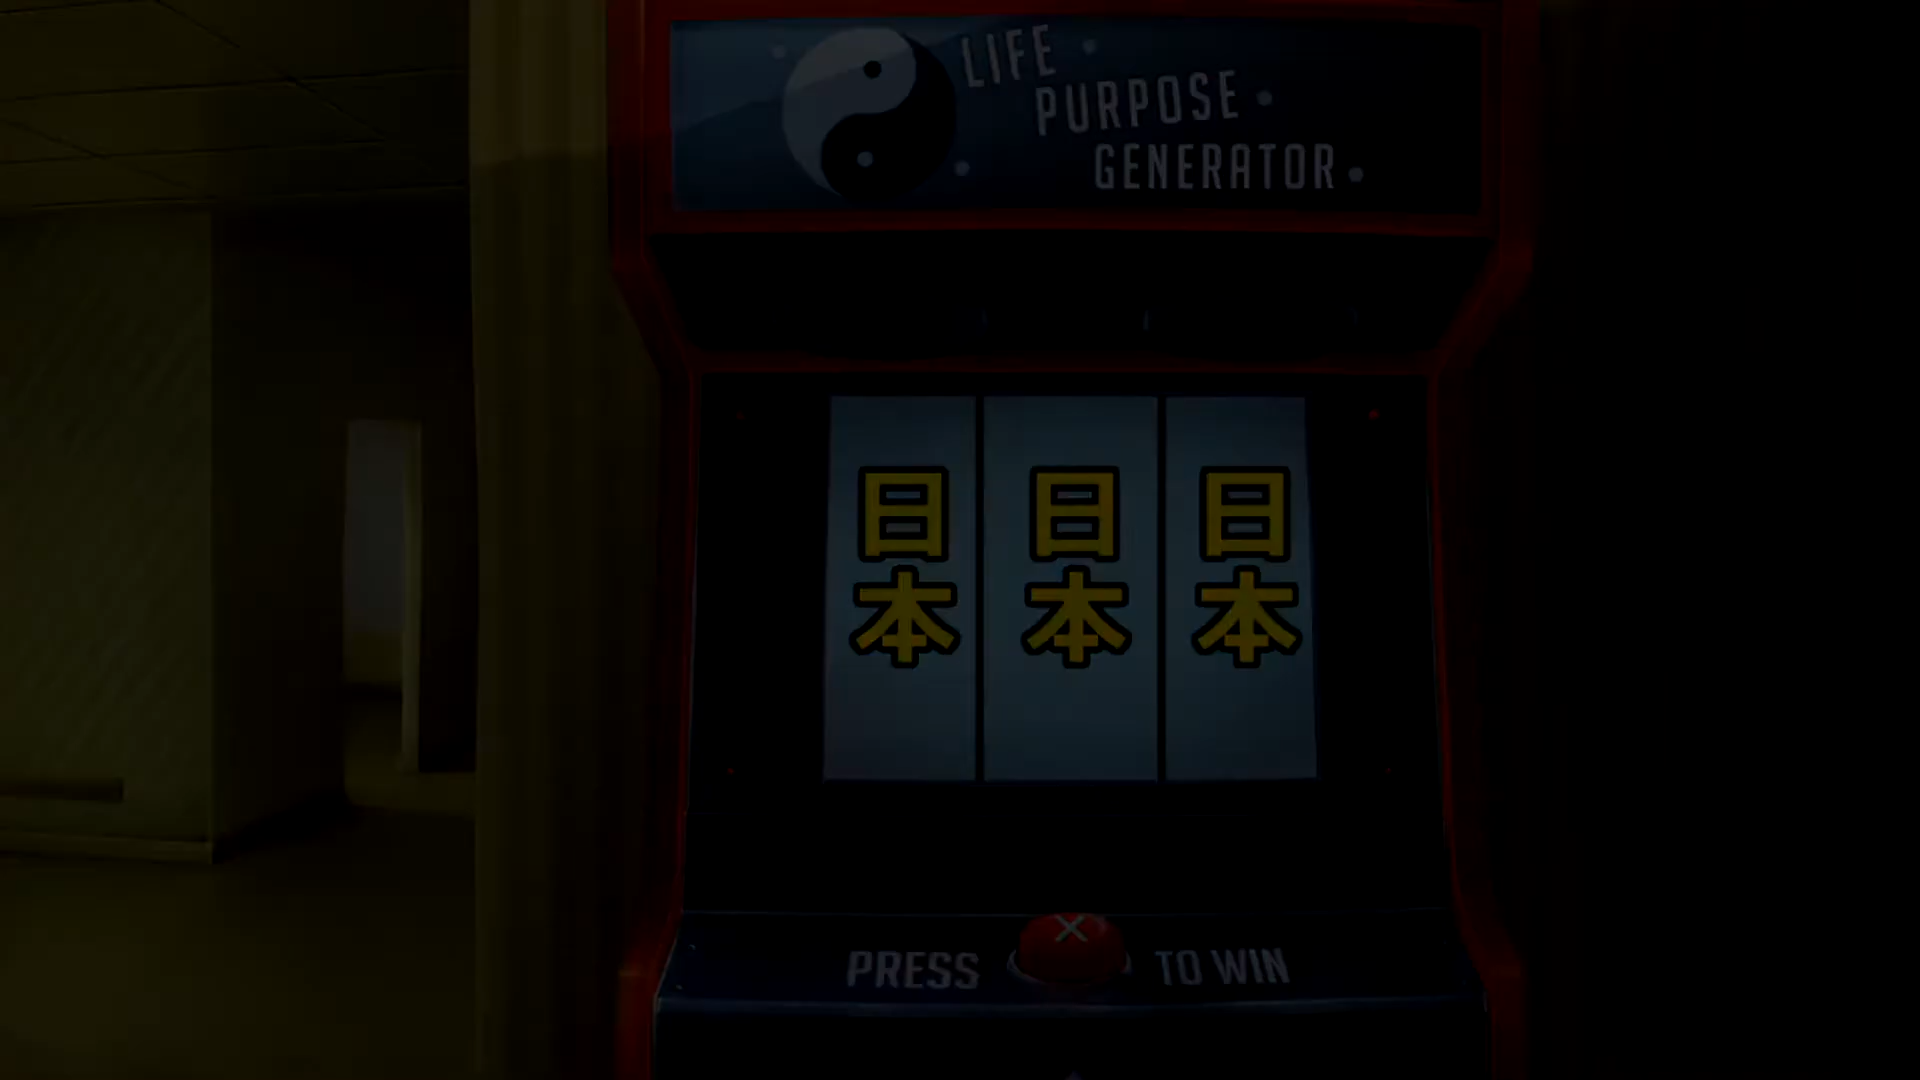 LIFE
PURPOSE
GENERATOR
日本
日本
日本
PRESS X TO WIN